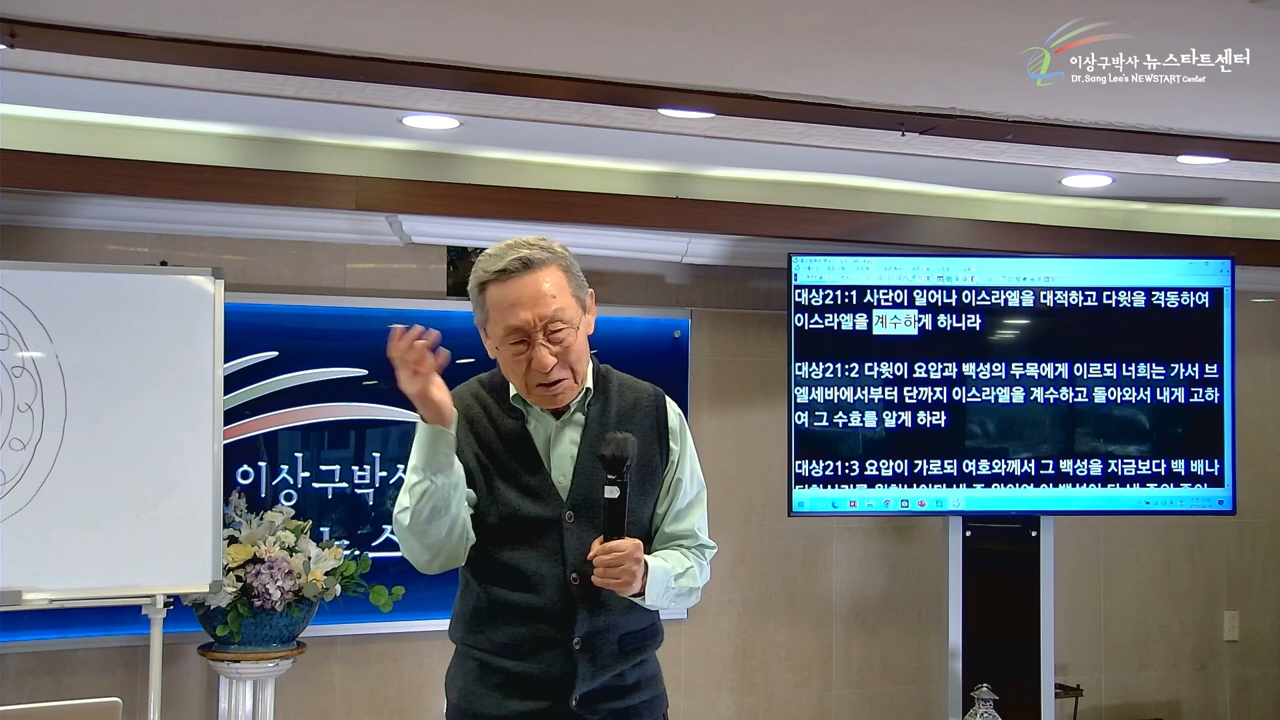 이상구박사 뉴스타트센터
Dr. Sang Lee's NEWSTART Center
대상21:1 사단이 일어나 이스라엘을 대적하고 다윗을 격동하여
이스라엘을 계수하게 하니라
대상21:2 다윗이 요압과 백성의 두목에게 이르되 너희는 가서 브
엘세바에서부터 단까지 이스라엘을 계수하고 돌아와서 내게 고하
여 그 수효를 알게 하라
대상21:3 요압이 가로되 여호와께서 그 백성을 지금보다 백 배나
이상구박사
뉴스